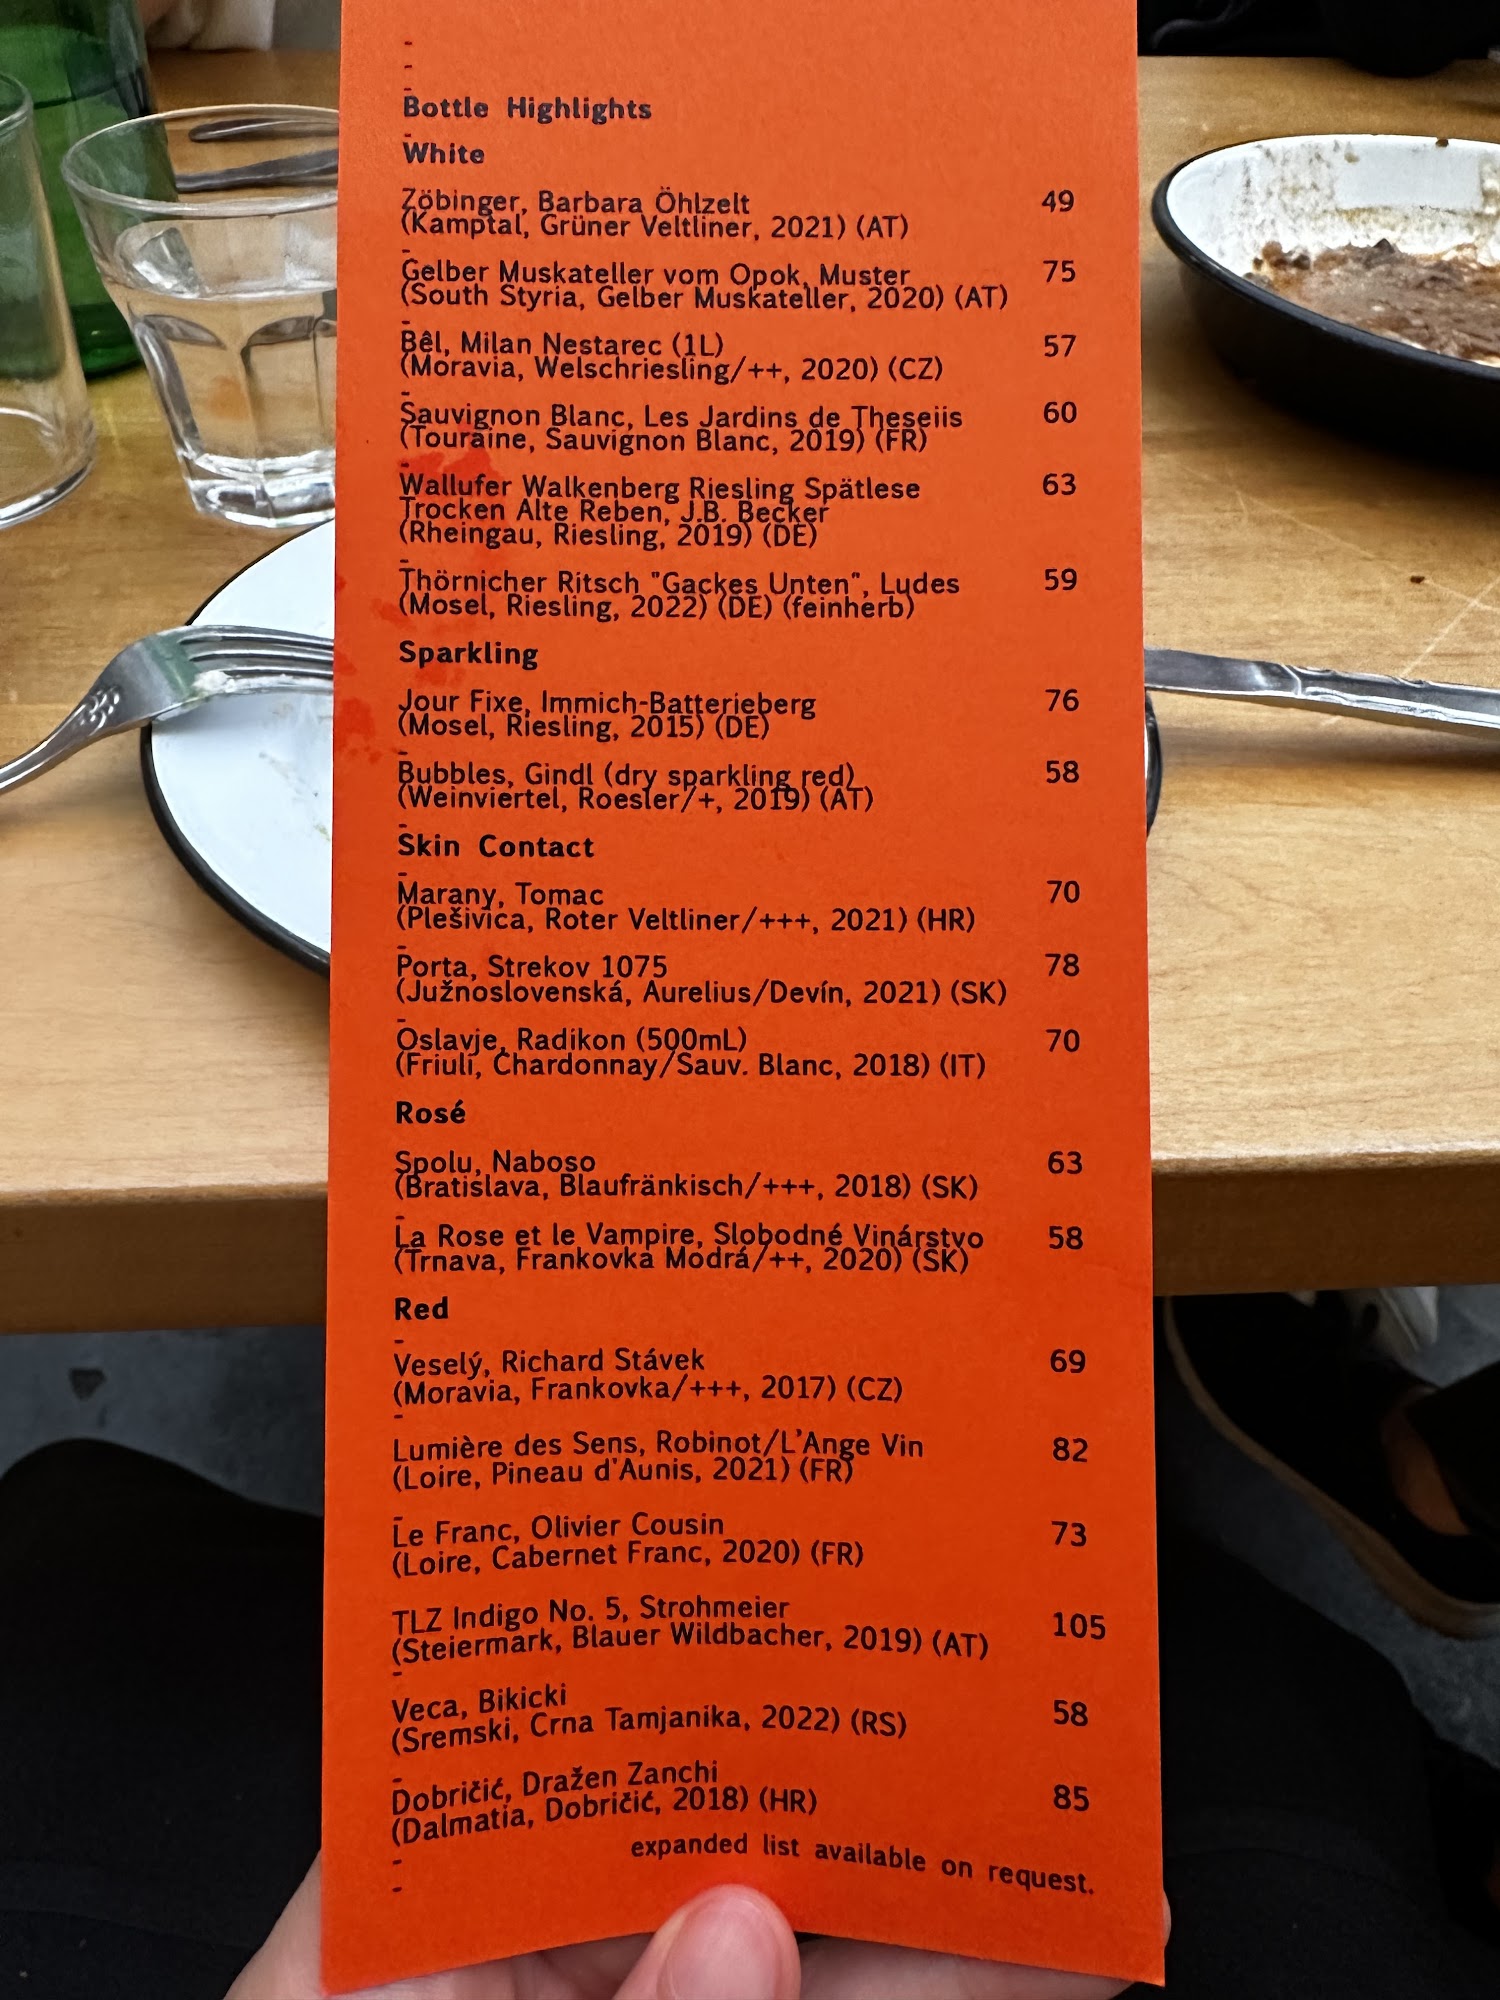 -
-
-
Bottle Highlights
-
White
Zöbinger, Barbara Öhlzelt 49
(Kamptal, Grüner Veltliner, 2021) (AT)
-
Gelber Muskateller vom Opok, Muster 75
(South Styria, Gelber Muskateller, 2020) (AT)
-
Bêl, Milan Nestarec (1L) 57
(Moravia, Welschriesling/++, 2020) (CZ)
-
Sauvignon Blanc, Les Jardins de Theseiis 60
(Touraine, Sauvignon Blanc, 2019) (FR)
-
Wallufer Walkenberg Riesling Spätlese 63
Trocken Alte Reben, J.B. Becker
(Rheingau, Riesling, 2019) (DE)
-
Thörnicher Ritsch "Gackes Unten", Ludes 59
(Mosel, Riesling, 2022) (DE) (feinherb)
Sparkling
Jour Fixe, Immich-Batterieberg 76
(Mosel, Riesling, 2015) (DE)
-
Bubbles, Gindl (dry sparkling red) 58
(Weinviertel, Roesler/+, 2019) (AT)
-
Skin Contact
-
Marany, Tomac 70
(Plešivica, Roter Veltliner/+++, 2021) (HR)
-
Porta, Strekov 1075 78
(Južnoslovenská, Aurelius/Devín, 2021) (SK)
-
Oslavje, Radikon (500mL) 70
(Friuli, Chardonnay/Sauv. Blanc, 2018) (IT)
Rosé
Spolu, Naboso 63
(Bratislava, Blaufränkisch/+++, 2018) (SK)
-
La Rose et le Vampire, Slobodné Vinárstvo 58
(Trnava, Frankovka Modrá/++, 2020) (SK)
Red
-
Veselý, Richard Stávek 69
(Moravia, Frankovka/+++, 2017) (CZ)
-
Lumière des Sens, Robinot/L'Ange Vin 82
(Loire, Pineau d'Aunis, 2021) (FR)
-
Le Franc, Olivier Cousin 73
(Loire, Cabernet Franc, 2020) (FR)
TLZ Indigo No. 5, Strohmeier 105
(Steiermark, Blauer Wildbacher, 2019) (AT)
-
Veca, Bikicki 58
(Sremski, Crna Tamjanika, 2022) (RS)
-
Dobričić, Dražen Zanchi 85
(Dalmatia, Dobričić, 2018) (HR)
expanded list available on request.
-
-